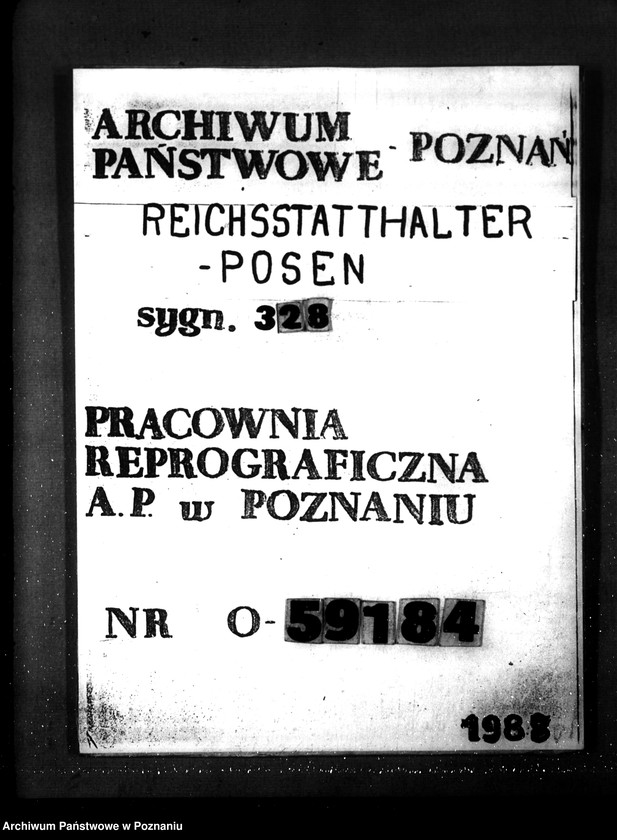 ARCHIWUM
PAŃSTWOWE - POZNAŃ
REICHSSTATTHALTER
-POSEN
sygn. 328
PRACOWNIA
REPROGRAFICZNA
A.P. w POZNANIU
NR O-59184
1988
Archiwum Państwowe w Poznaniu